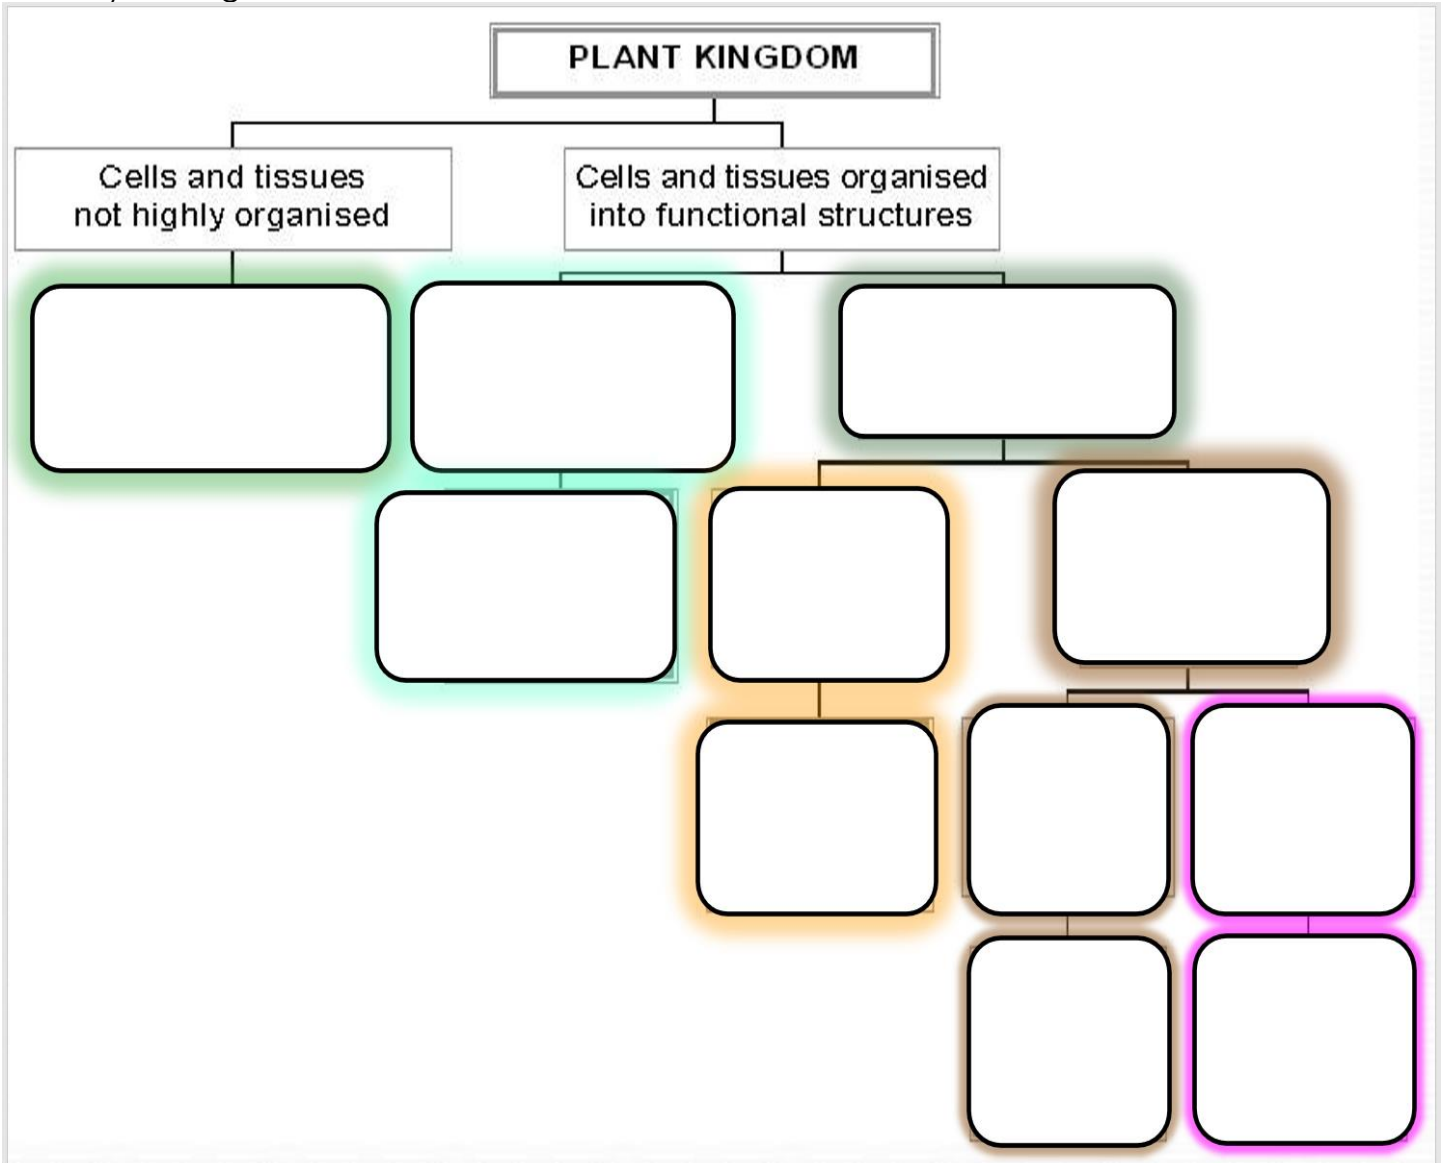 PLANT KINGDOM
Cells and tissues
not highly organised
Cells and tissues organised
into functional structures